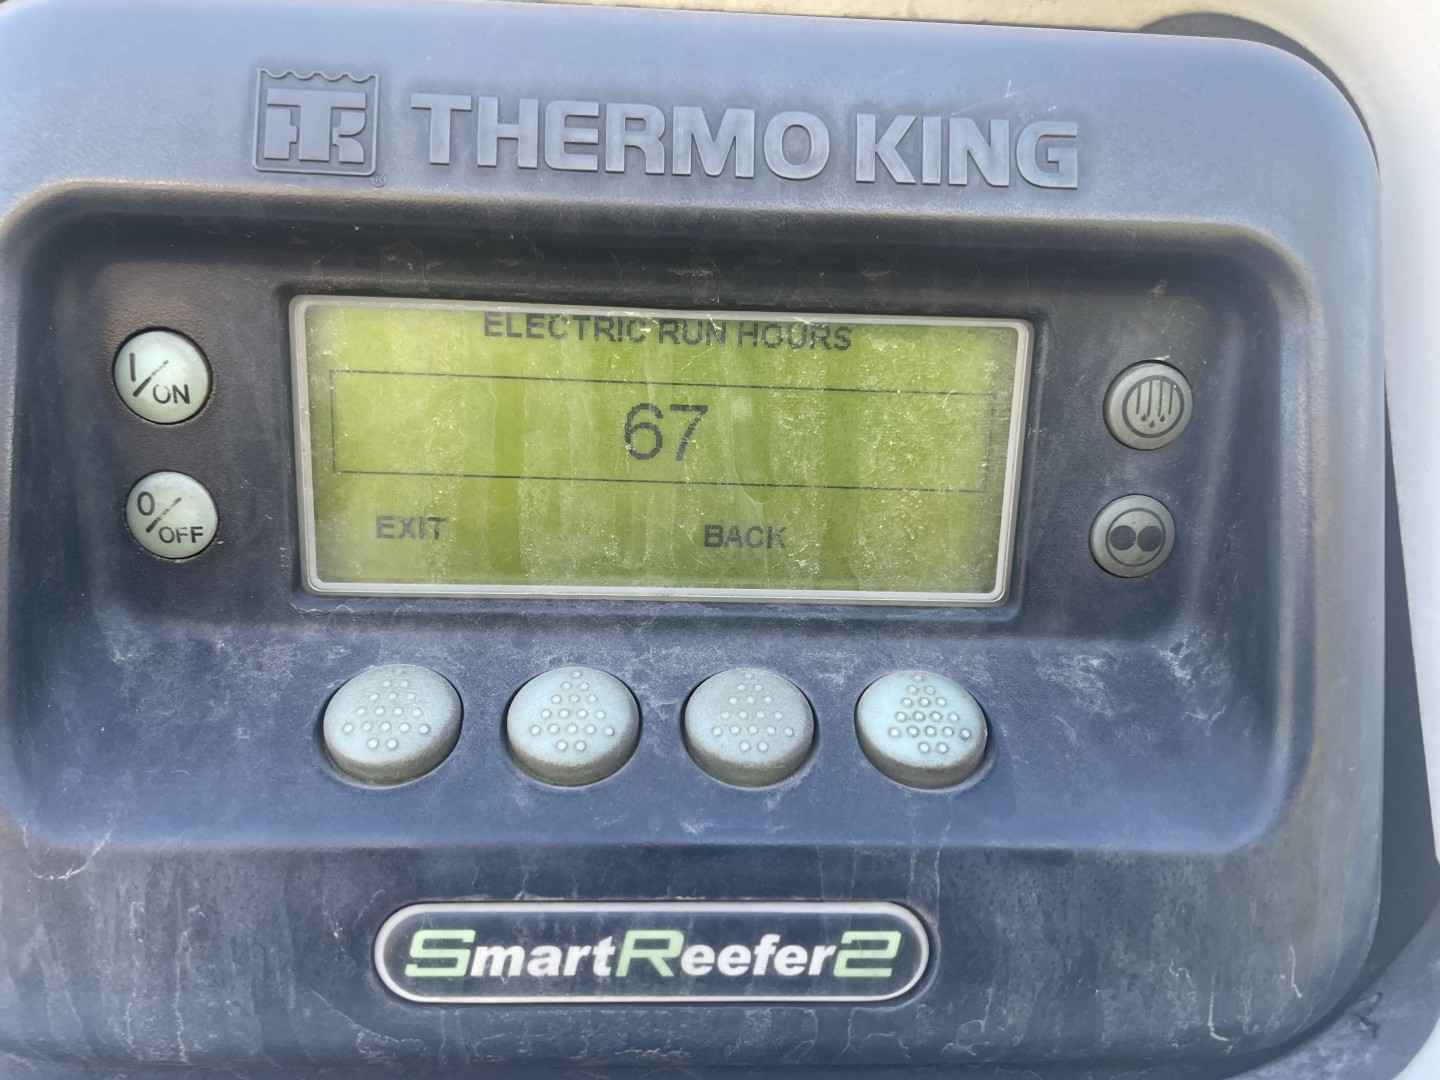 THERMO KING
®
ELECTRIC RUN HOURS
67
EXIT BACK
I/ON
0/OFF
SmartReefer2